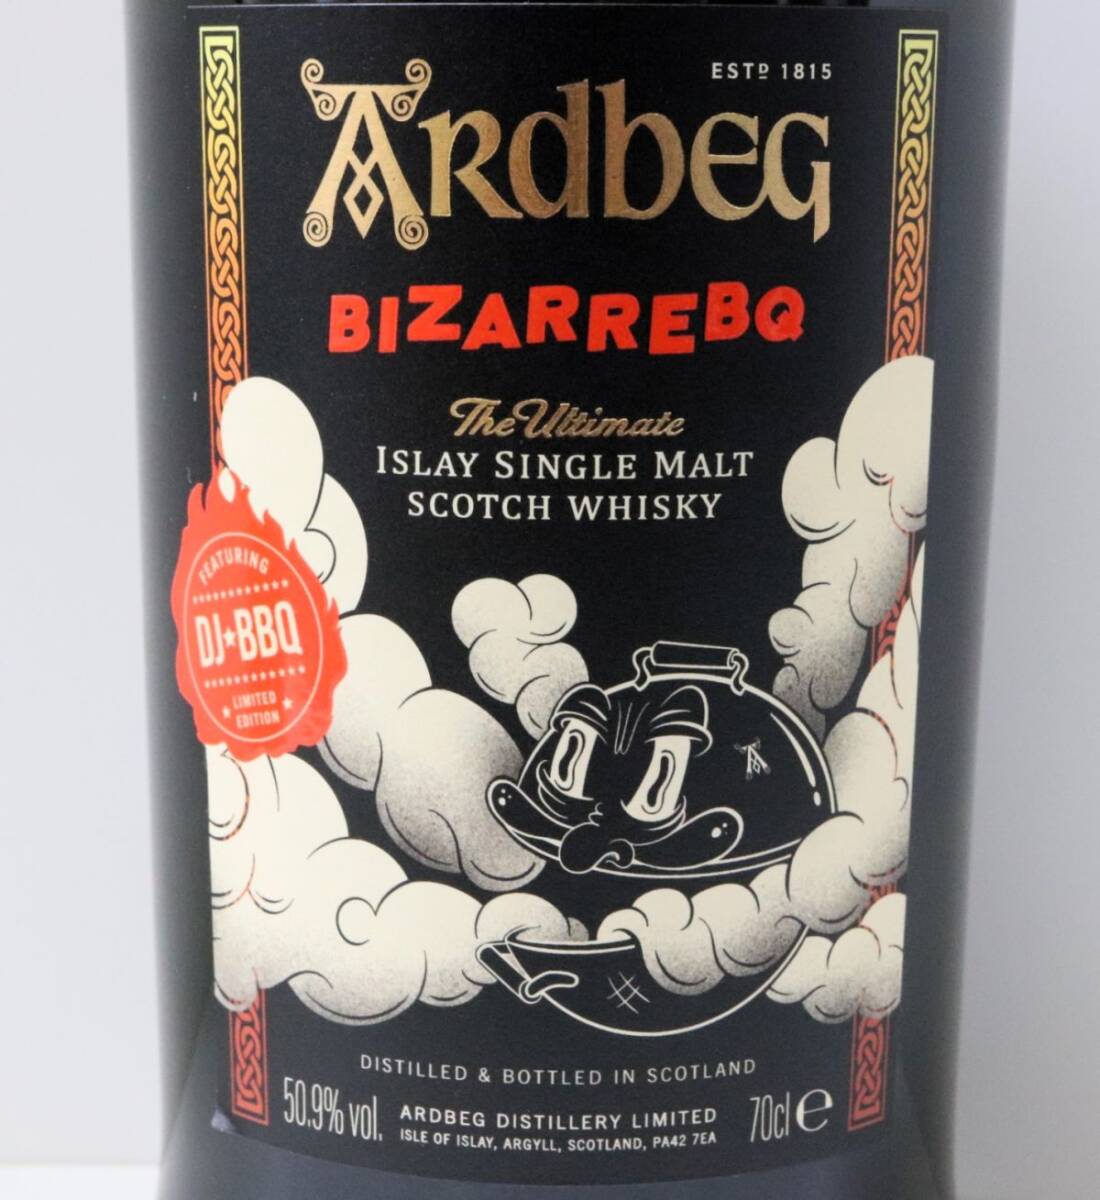 ESTD 1815
ARDBEG
BIZARREBQ
The Ultimate
ISLAY SINGLE MALT
SCOTCH WHISKY
FEATURING
DJ★BBQ
LIMITED
EDITION
DISTILLED & BOTTLED IN SCOTLAND
50.9% vol.
ARDBEG DISTILLERY LIMITED
ISLE OF ISLAY, ARGYLL, SCOTLAND, PA42 7EA
70cl e